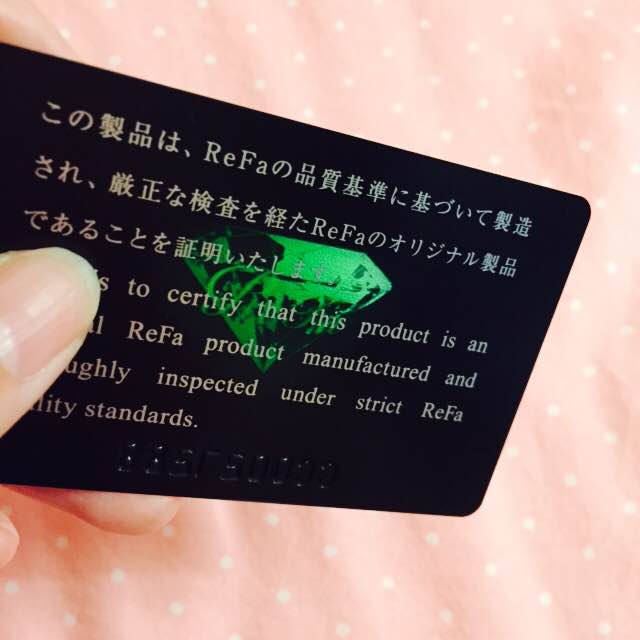 この製品は、ReFaの品質基準に基づいて製造
され、厳正な検査を経たReFaのオリジナル製品
であることを証明いたします。
to certify that this product is an
ReFa product manufactured and
inspected under strict ReFa
standards.